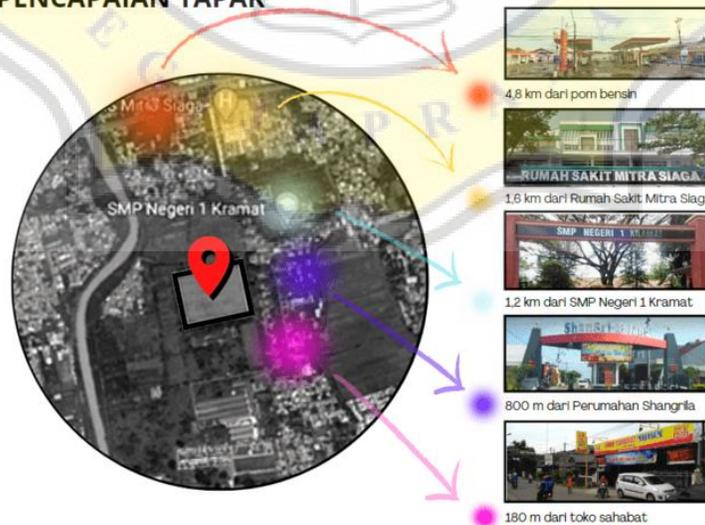 PENCAPAIAN TAPAK
Mitra Siaga
H
SMP Negeri 1 Kramat
4,8 km dari pom bensin
RUMAH SAKIT MITRA SIAGA
1,6 km dari Rumah Sakit Mitra Siag
SMP NEGERI 1 KRAMAT
1,2 km dari SMP Negeri 1 Kramat
800 m dari Perumahan Shangrila
180 m dari toko sahabat